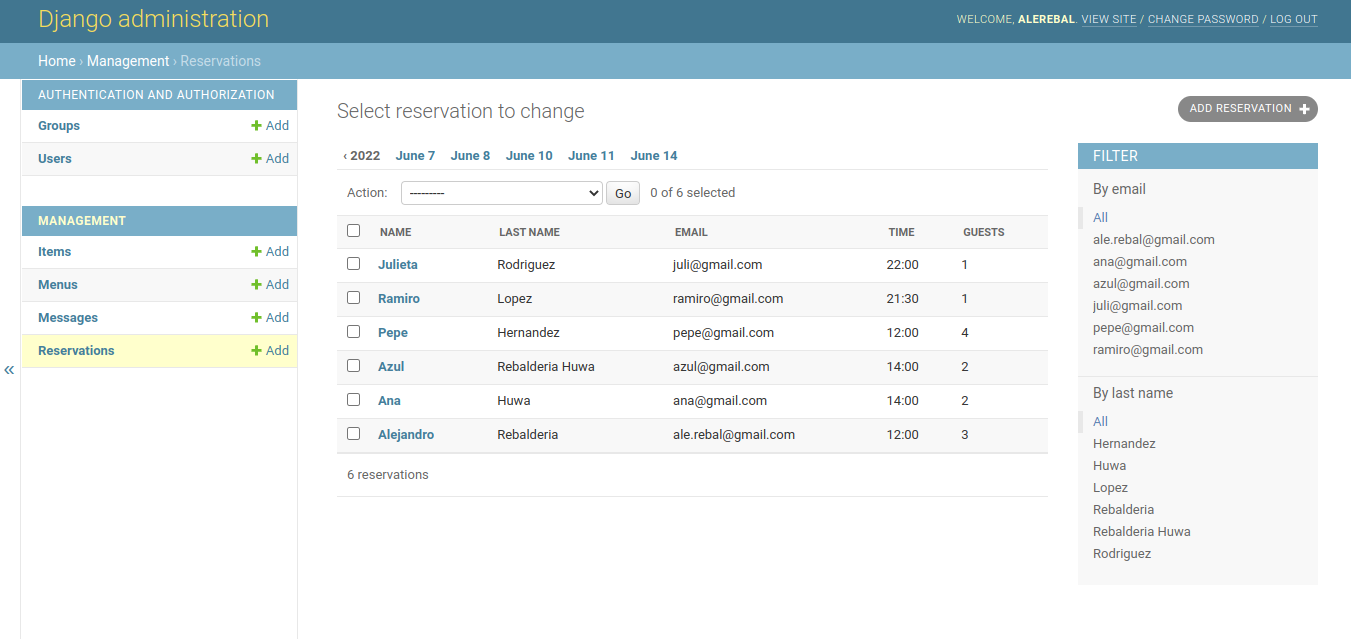 Django administration
WELCOME, ALEREBAL. VIEW SITE / CHANGE PASSWORD / LOG OUT
Home › Management › Reservations
AUTHENTICATION AND AUTHORIZATION
Groups + Add
Users + Add
MANAGEMENT
Items + Add
Menus + Add
Messages + Add
Reservations + Add
«
Select reservation to change
ADD RESERVATION +
‹ 2022 June 7 June 8 June 10 June 11 June 14
Action: --------- Go 0 of 6 selected
NAME LAST NAME EMAIL TIME GUESTS
Julieta Rodriguez juli@gmail.com 22:00 1
Ramiro Lopez ramiro@gmail.com 21:30 1
Pepe Hernandez pepe@gmail.com 12:00 4
Azul Rebalderia Huwa azul@gmail.com 14:00 2
Ana Huwa ana@gmail.com 14:00 2
Alejandro Rebalderia ale.rebal@gmail.com 12:00 3
6 reservations
FILTER
By email
All
ale.rebal@gmail.com
ana@gmail.com
azul@gmail.com
juli@gmail.com
pepe@gmail.com
ramiro@gmail.com
By last name
All
Hernandez
Huwa
Lopez
Rebalderia
Rebalderia Huwa
Rodriguez